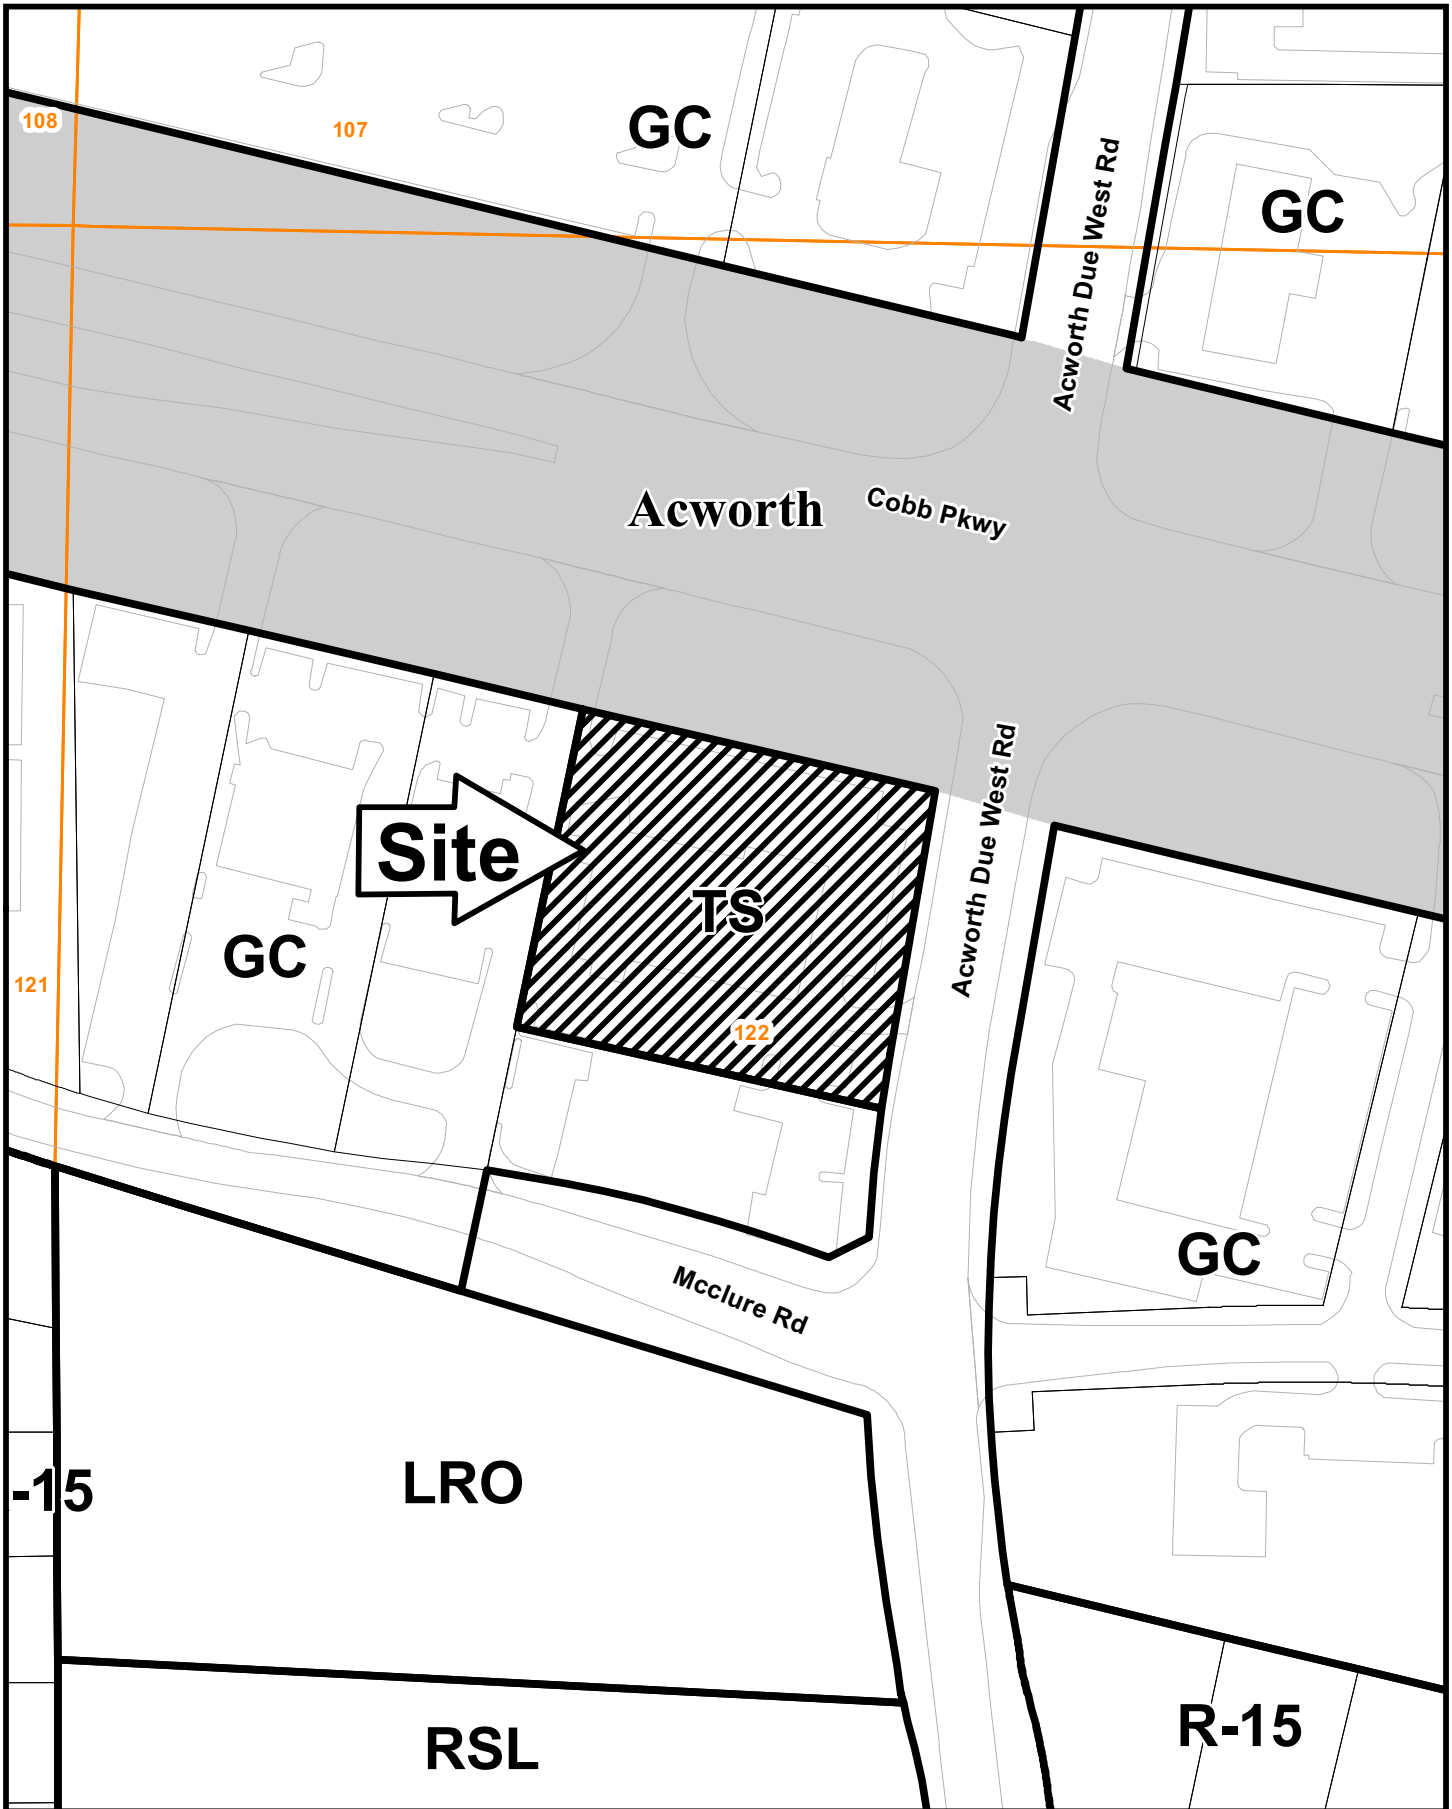 108
107
GC
GC
Acworth Due West Rd
Acworth
Cobb Pkwy
Acworth Due West Rd
Site
TS
GC
121
122
GC
Mcclure Rd
LRO
-15
R-15
RSL